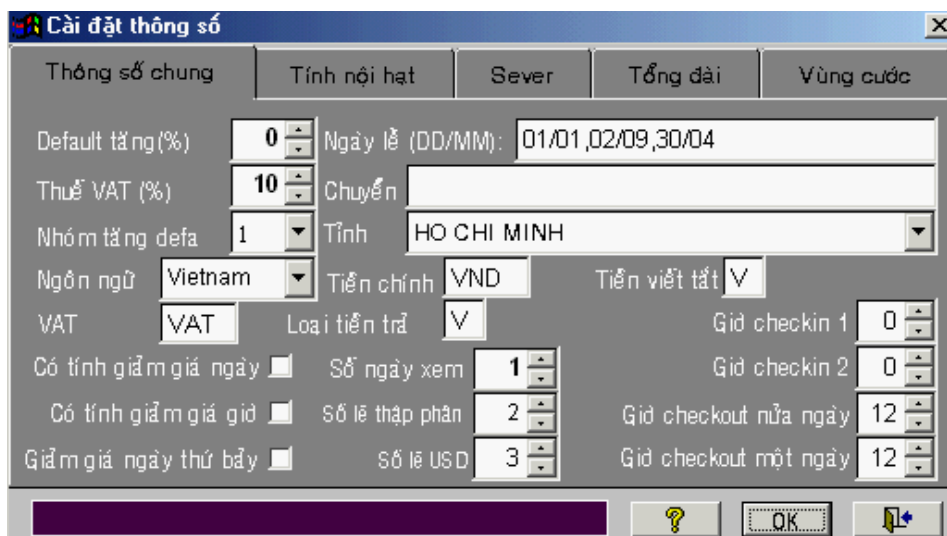 Cài đặt thông số
Thông số chung Tính nội hạt Sever Tổng đài Vùng cước
Default tăng(%) 0 Ngày lễ (DD/MM): 01/01,02/09,30/04
Thuế VAT (%) 10 Chuyển
Nhóm tăng defa 1 Tỉnh HO CHI MINH
Ngôn ngữ Vietnam Tiền chính VND Tiền viết tắt V
VAT VAT Loại tiền trả V Giờ checkin 1 0
Có tính giảm giá ngày Số ngày xem 1 Giờ checkin 2 0
Có tính giảm giá giờ Số lẽ thập phân 2 Giờ checkout nửa ngày 12
Giảm giá ngày thứ bẩy Số lẽ USD 3 Giờ checkout một ngày 12
? OK